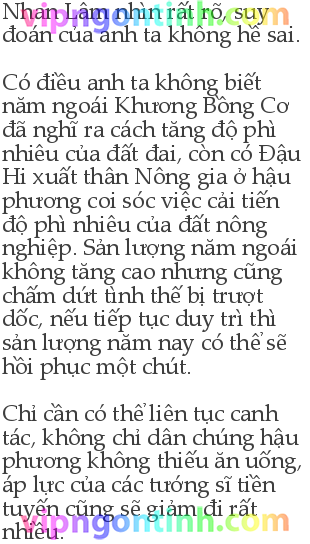 Nhan Lâm nhìn rất rõ, suy
đoán của anh ta không hề sai.
Có điều anh ta không biết
năm ngoái Khương Bồng Cơ
đã nghĩ ra cách tăng độ phì
nhiêu của đất đai, còn có Đậu
Hi xuất thân Nông gia ở hậu
phương coi sóc việc cải tiến
độ phì nhiêu của đất nông
nghiệp. Sản lượng năm ngoái
không tăng cao nhưng cũng
chấm dứt tình thế bị trượt
dốc, nếu tiếp tục duy trì thì
sản lượng năm nay có thể sẽ
hồi phục một chút.
Chỉ cần có thể liên tục canh
tác, không chỉ dân chúng hậu
phương không thiếu ăn uống,
áp lực của các tướng sĩ tiền
tuyến cũng sẽ giảm đi rất
nhiều.
vipngontinh.com
vipngontinh.com